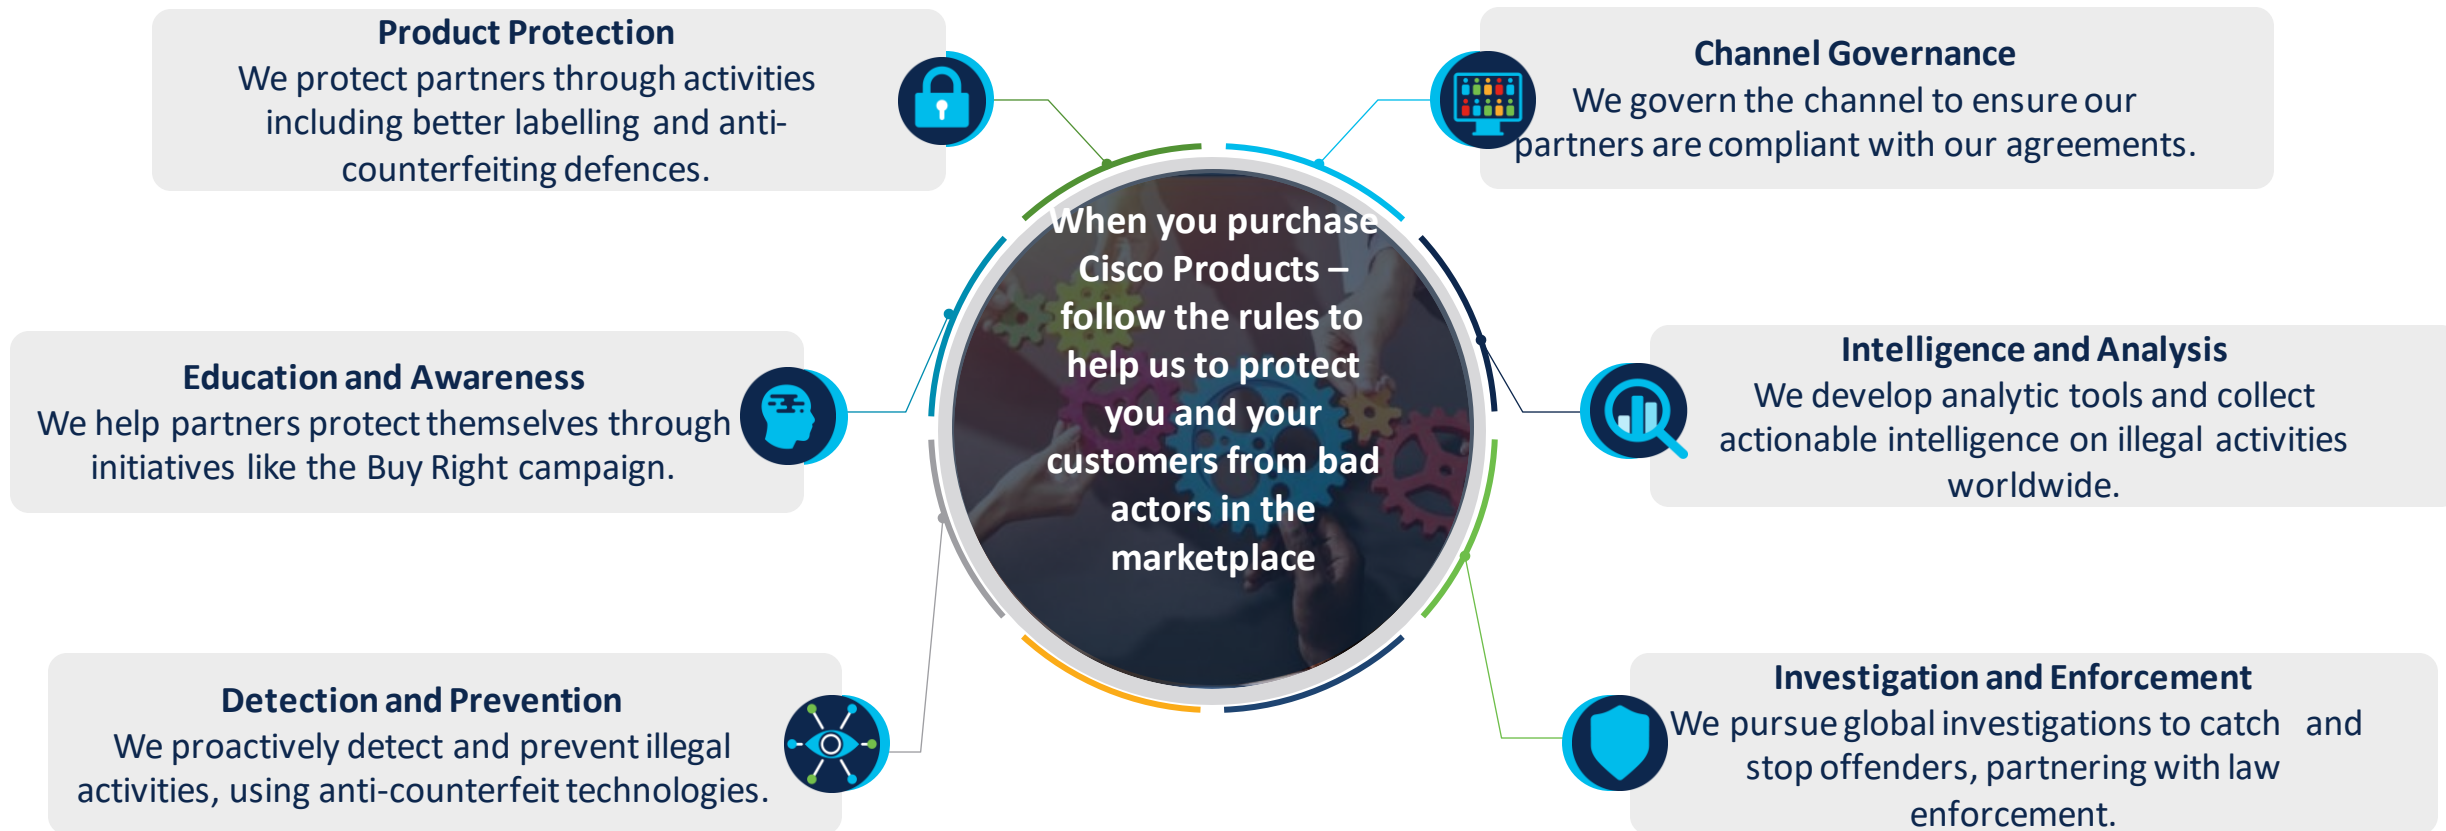 Product Protection
We protect partners through activities
including better labelling and anti-
counterfeiting defences.
Channel Governance
We govern the channel to ensure our
partners are compliant with our agreements.
When you purchase
Cisco Products –
follow the rules to
help us to protect
you and your
customers from bad
actors in the
marketplace
Education and Awareness
We help partners protect themselves through
initiatives like the Buy Right campaign.
Intelligence and Analysis
We develop analytic tools and collect
actionable intelligence on illegal activities
worldwide.
Detection and Prevention
We proactively detect and prevent illegal
activities, using anti-counterfeit technologies.
Investigation and Enforcement
We pursue global investigations to catch and
stop offenders, partnering with law
enforcement.